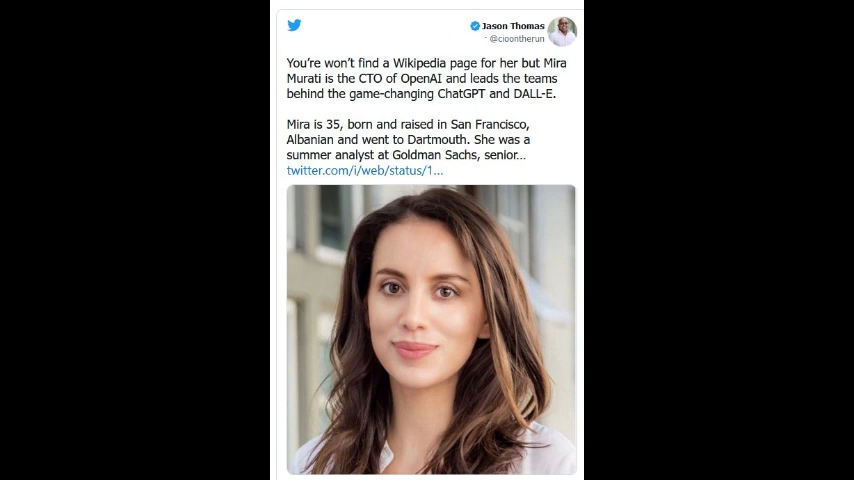 Jason Thomas
· @cioontherun
You're won't find a Wikipedia page for her but Mira
Murati is the CTO of OpenAI and leads the teams
behind the game-changing ChatGPT and DALL-E.
Mira is 35, born and raised in San Francisco,
Albanian and went to Dartmouth. She was a
summer analyst at Goldman Sachs, senior...
twitter.com/i/web/status/1...